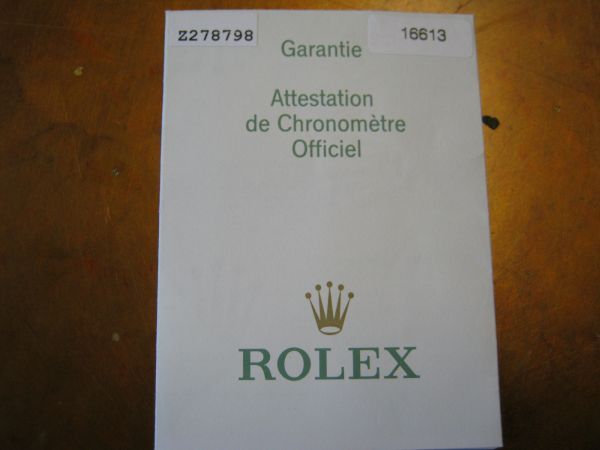 Z278798
16613
Garantie
Attestation
de Chronomètre
Officiel
ROLEX